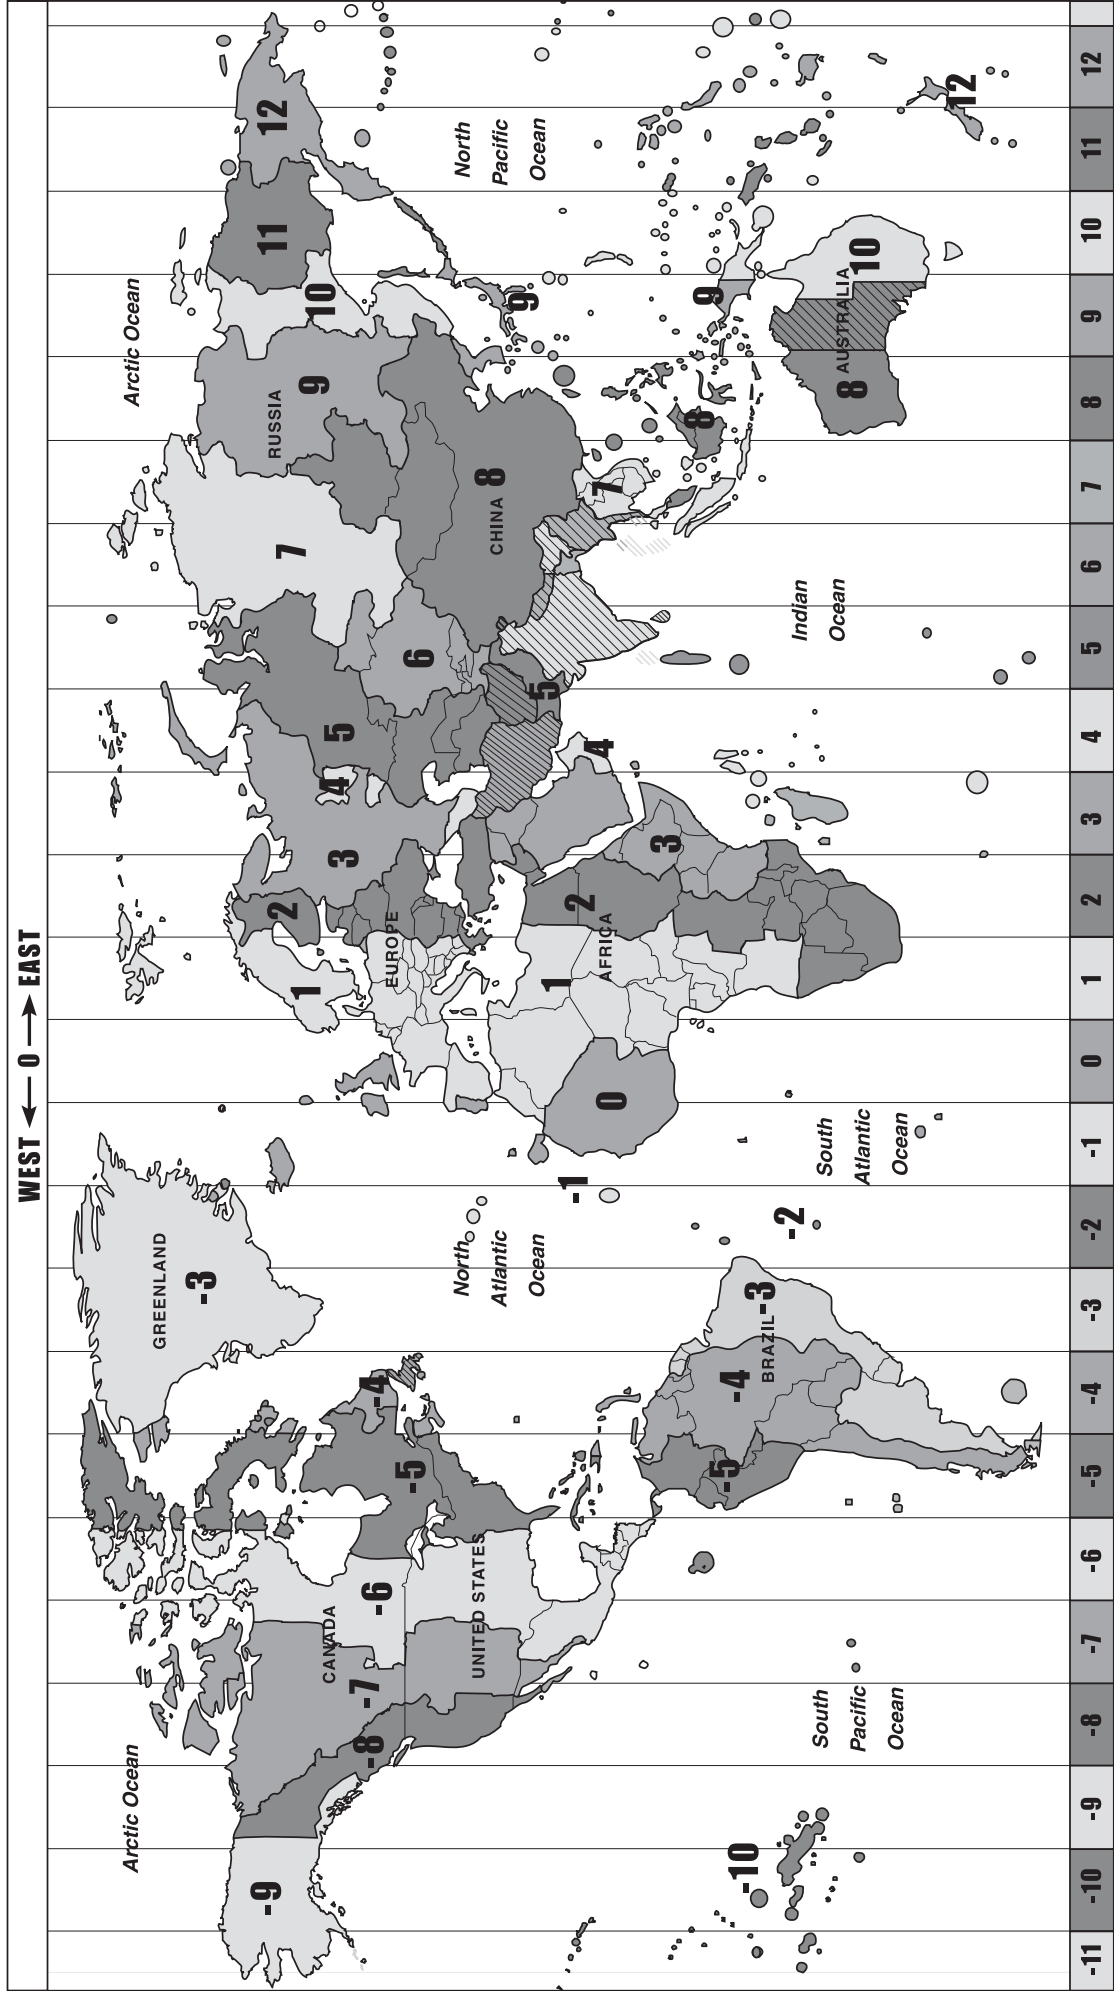 WEST ← 0 → EAST
Arctic Ocean
Arctic Ocean
GREENLAND
-3
-9
RUSSIA
2
7
11
12
1
9
10
CANADA
4
5
3
-7
-8
-6
-4
EUROPE
-5
6
North
Atlantic
Ocean
North
Pacific
Ocean
UNITED STATES
8
CHINA
9
5
1
-1
2
4
AFRICA
0
7
3
8
9
-5
-4
-10
-3
BRAZIL
-2
Indian
Ocean
South
Pacific
Ocean
South
Atlantic
Ocean
AUSTRALIA
8
10
12
-11 -10 -9 -8 -7 -6 -5 -4 -3 -2 -1 0 1 2 3 4 5 6 7 8 9 10 11 12